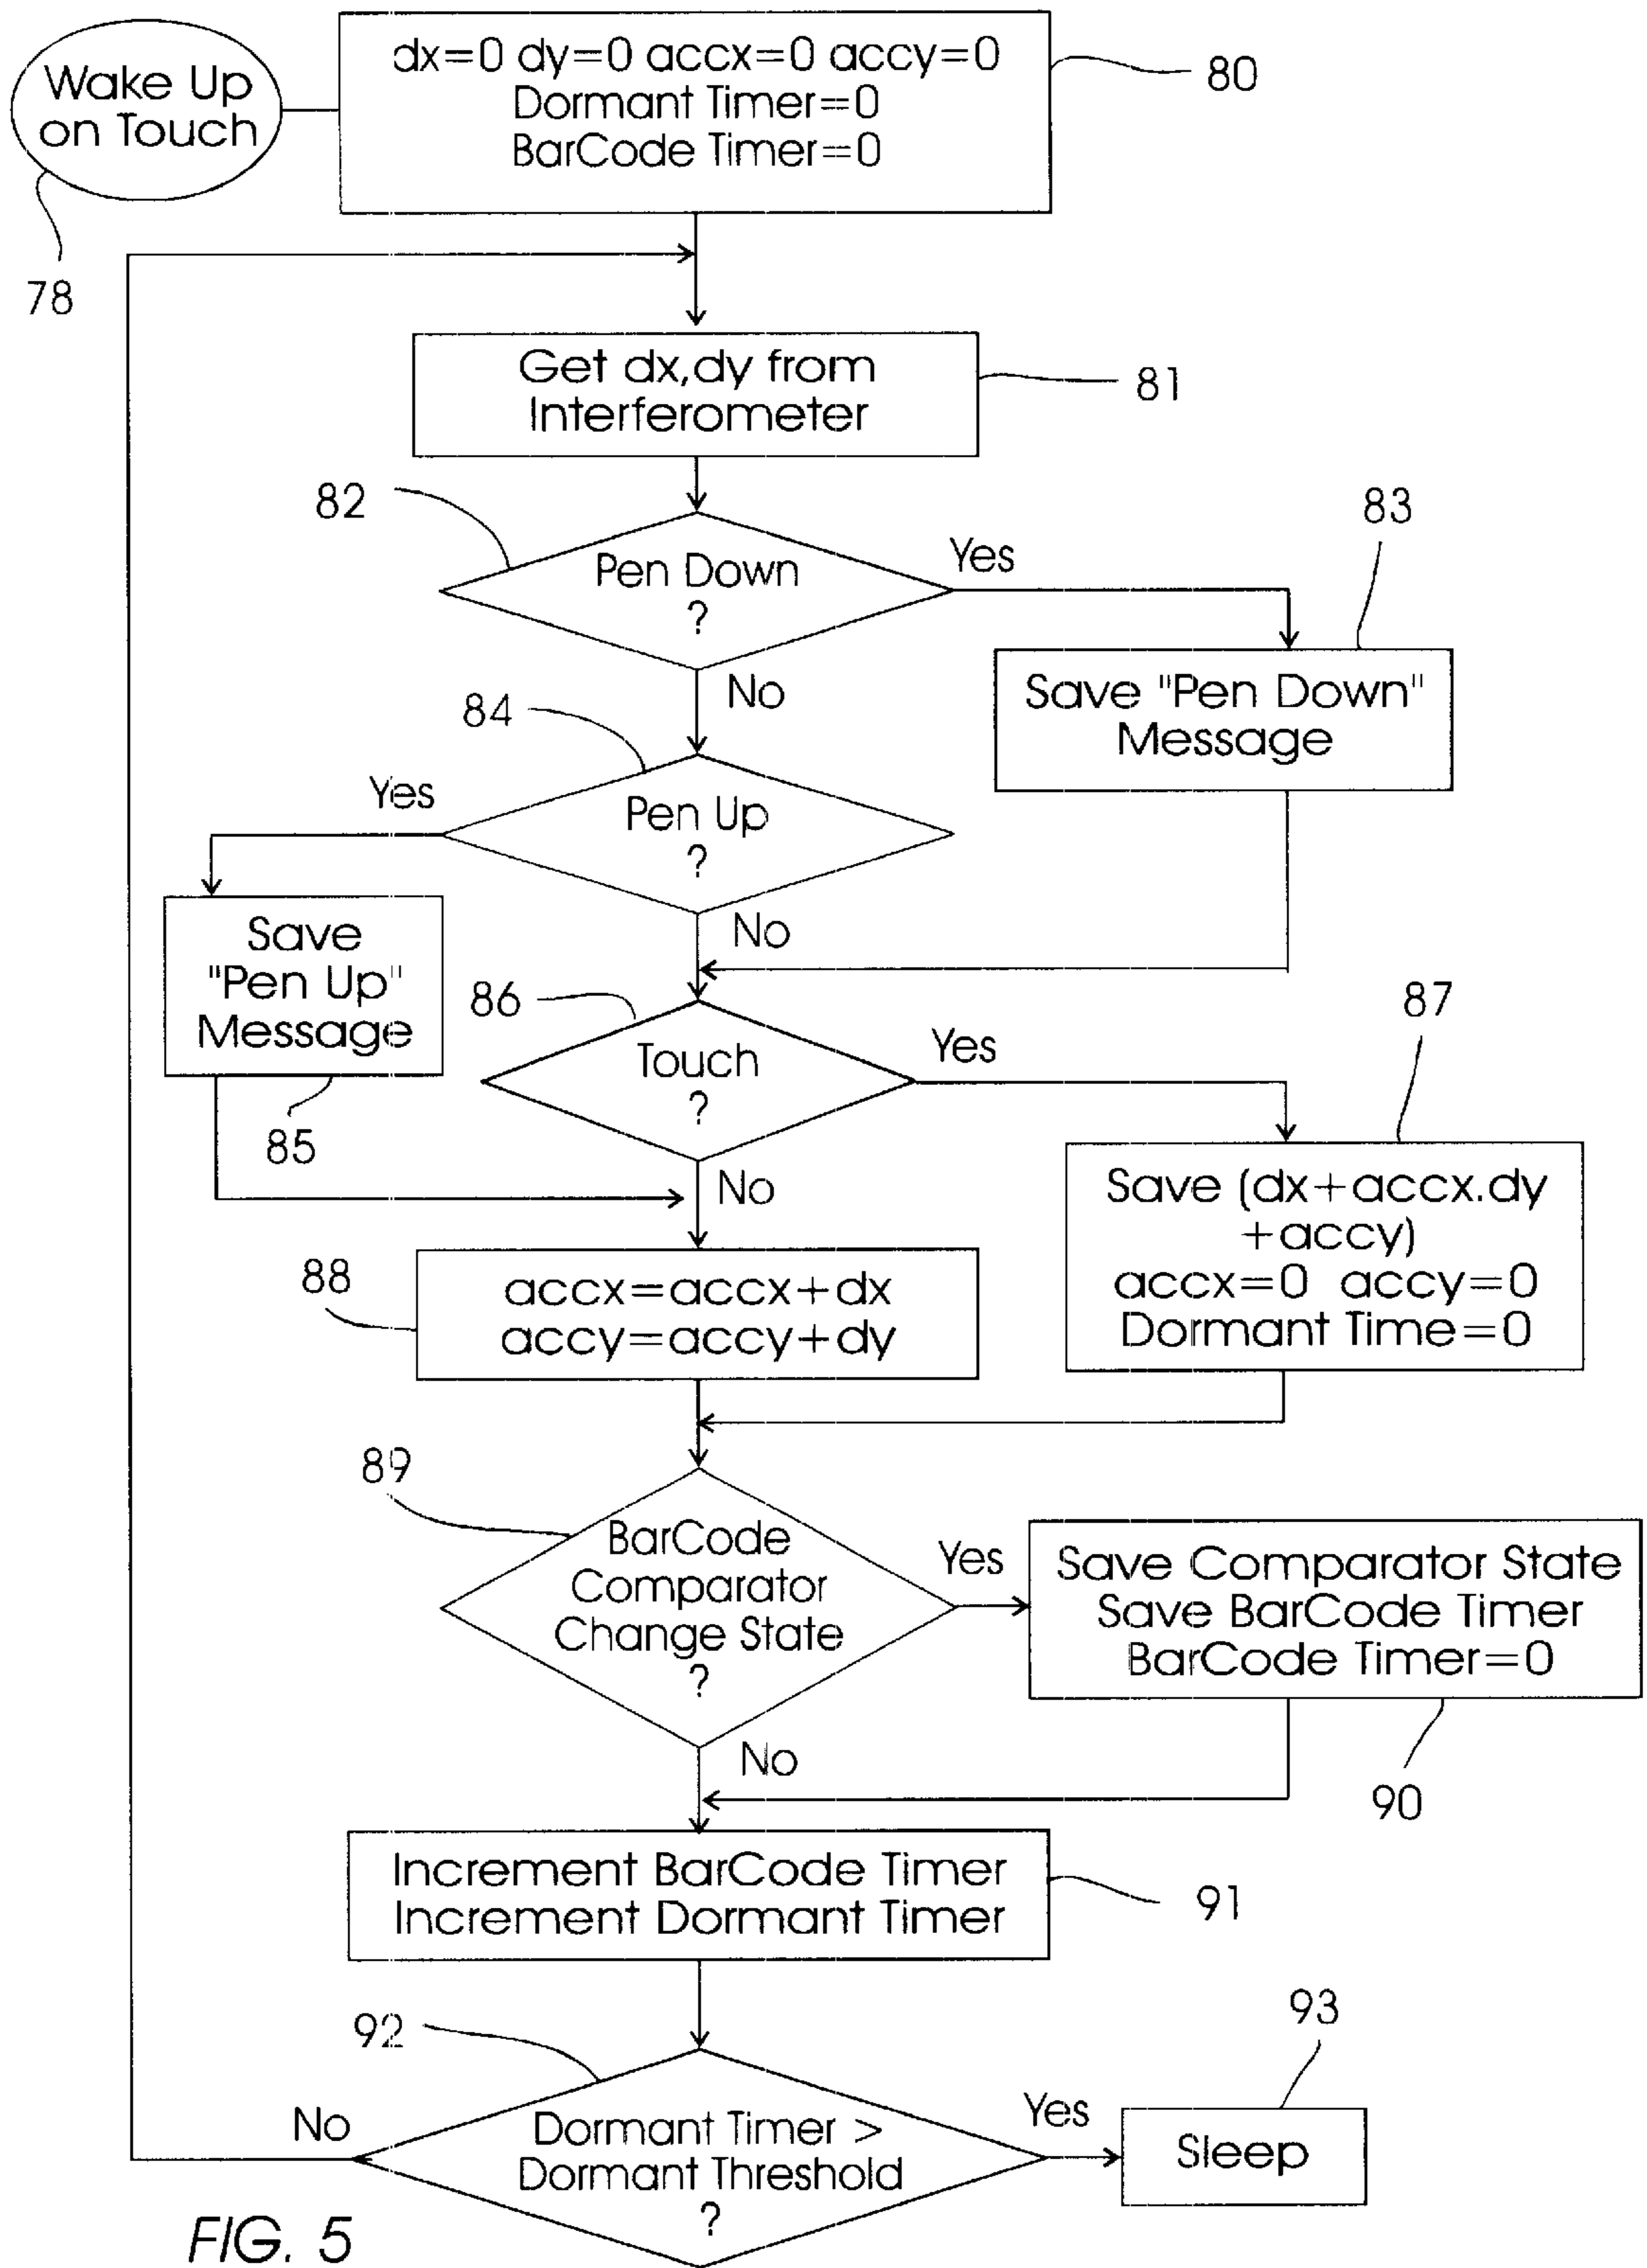 Wake Up
on Touch
78
dx=0 dy=0 accx=0 accy=0
Dormant Timer=0
BarCode Timer=0
80
Get dx,dy from
Interferometer
81
82
Pen Down
?
Yes
No
83
Save "Pen Down"
Message
84
Pen Up
?
Yes
No
Save
"Pen Up"
Message
85
86
Touch
?
Yes
No
87
Save (dx+accx.dy
+accy)
accx=0 accy=0
Dormant Time=0
88
accx=accx+dx
accy=accy+dy
89
BarCode
Comparator
Change State
?
Yes
No
Save Comparator State
Save BarCode Timer
BarCode Timer=0
90
Increment BarCode Timer
Increment Dormant Timer
91
92
Dormant Timer >
Dormant Threshold
?
No
Yes
93
Sleep
FIG. 5